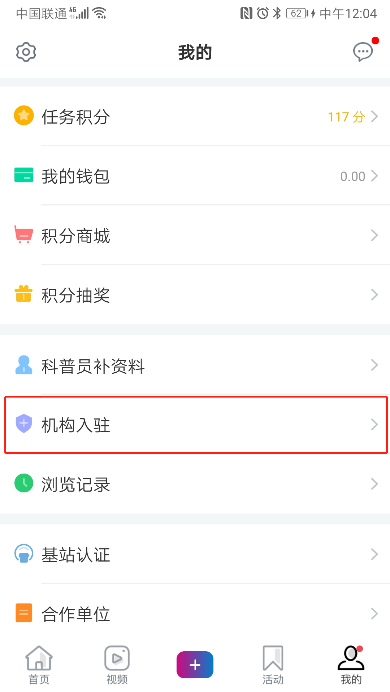 中国联通 4G 62 中午12:04
我的
任务积分 117 分
我的钱包 0.00
积分商城
积分抽奖
科普员补资料
机构入驻
浏览记录
基站认证
合作单位
首页 视频 活动 我的